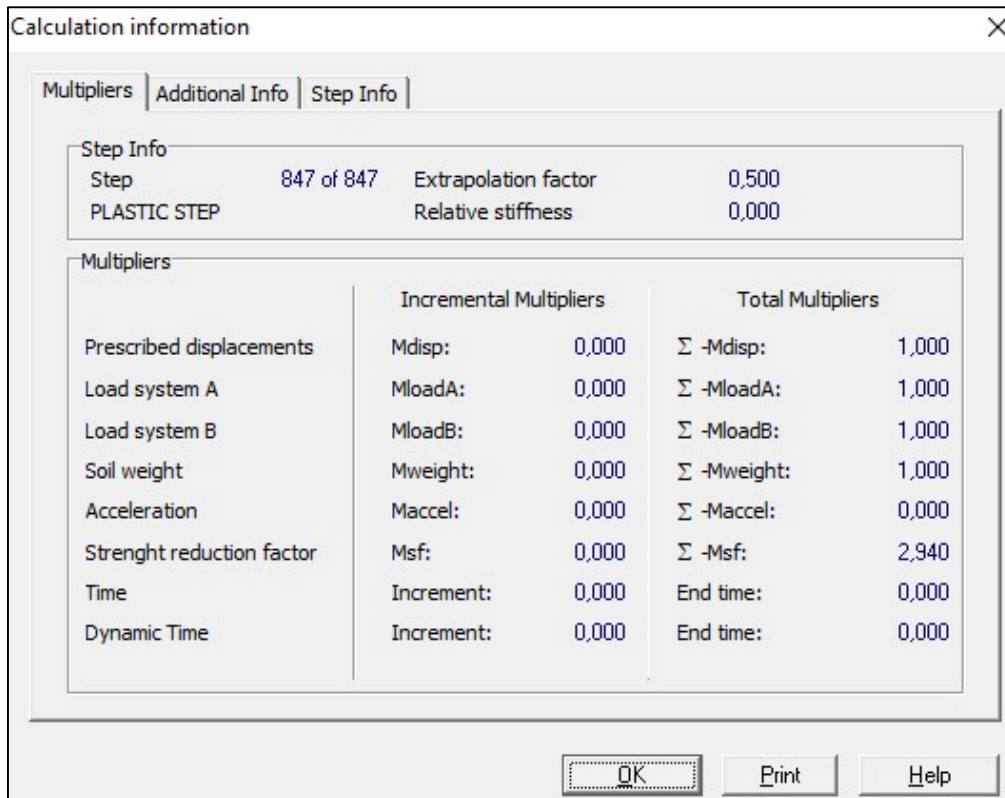 Calculation information
Multipliers Additional Info Step Info
Step Info
Step 847 of 847 Extrapolation factor 0,500
PLASTIC STEP Relative stiffness 0,000
Multipliers
Incremental Multipliers Total Multipliers
Prescribed displacements Mdisp: 0,000 Σ -Mdisp: 1,000
Load system A MloadA: 0,000 Σ -MloadA: 1,000
Load system B MloadB: 0,000 Σ -MloadB: 1,000
Soil weight Mweight: 0,000 Σ -Mweight: 1,000
Acceleration Maccel: 0,000 Σ -Maccel: 0,000
Strenght reduction factor Msf: 0,000 Σ -Msf: 2,940
Time Increment: 0,000 End time: 0,000
Dynamic Time Increment: 0,000 End time: 0,000
OK Print Help